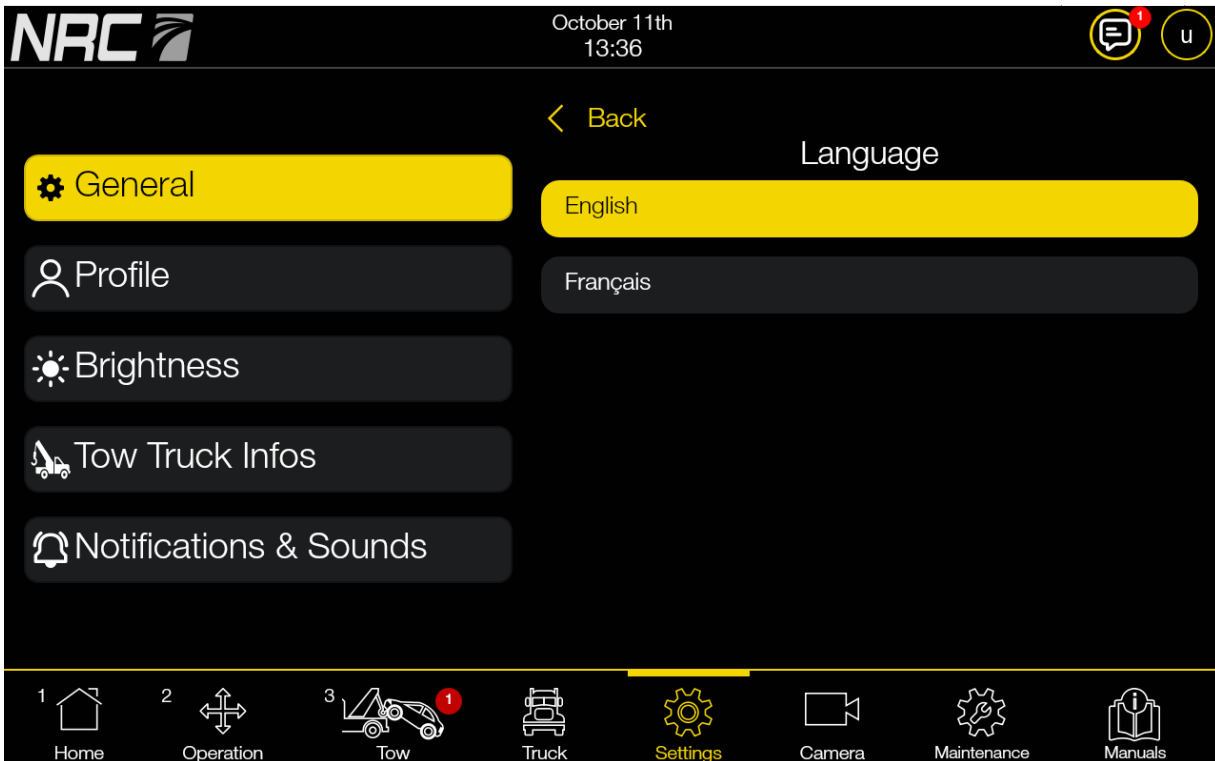 NRC
October 11th
13:36
1
u
Back
Language
General
English
Profile
Français
Brightness
Tow Truck Infos
Notifications & Sounds
1
Home
2
Operation
3
1
Tow
Truck
Settings
Camera
Maintenance
Manuals